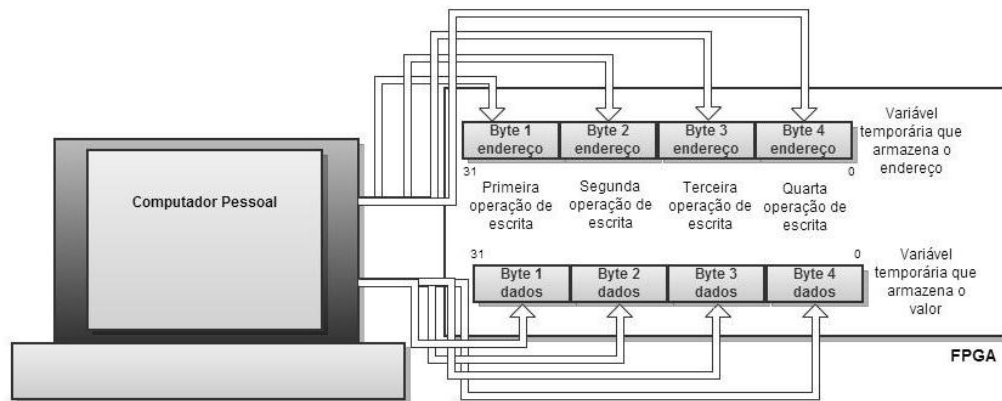 Computador Pessoal
Byte 1
endereço
Byte 2
endereço
Byte 3
endereço
Byte 4
endereço
31
0
Variável
temporária que
armazena o
endereço
Primeira
operação de
escrita
Segunda
operação de
escrita
Terceira
operação de
escrita
Quarta
operação de
escrita
31
0
Byte 1
dados
Byte 2
dados
Byte 3
dados
Byte 4
dados
Variável
temporária que
armazena o
valor
FPGA